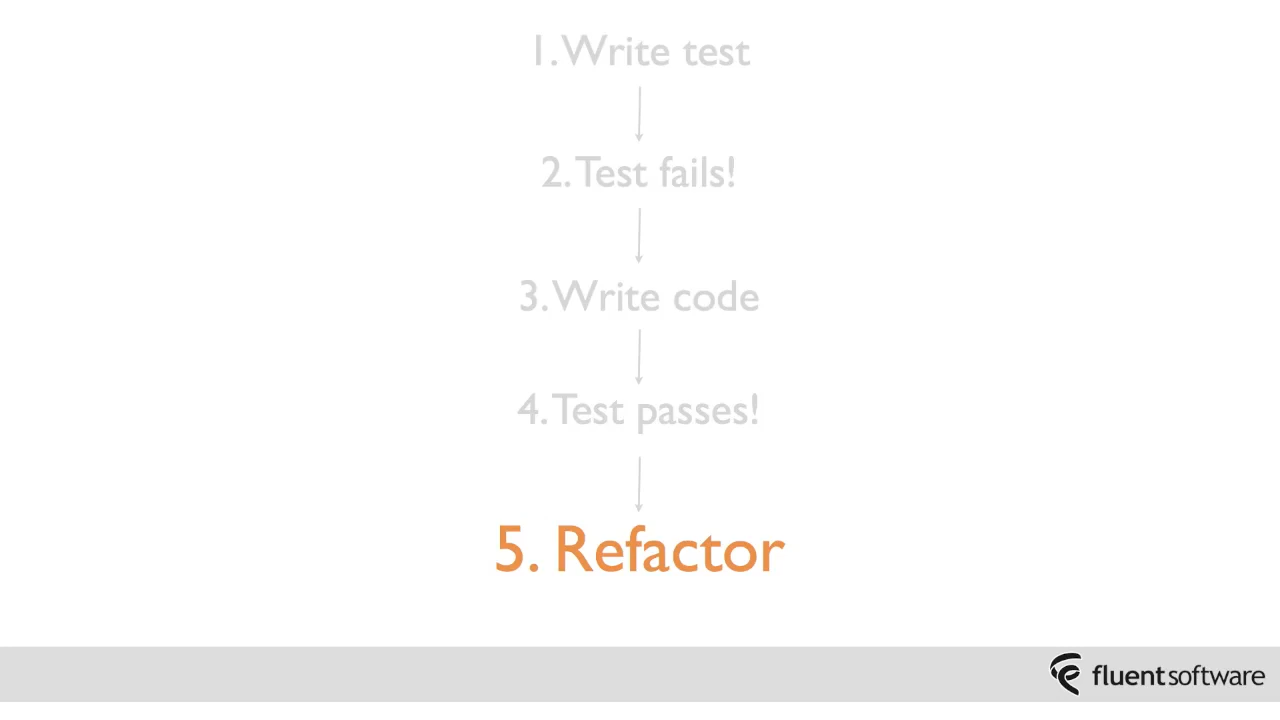 1. Write test
2. Test fails!
3. Write code
4. Test passes!
5. Refactor
fluentsoftware